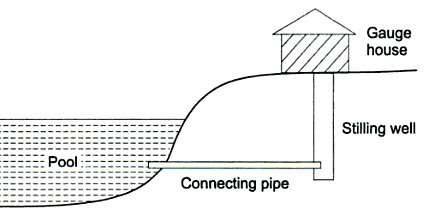 Gauge
house
Stilling well
Pool
Connecting pipe